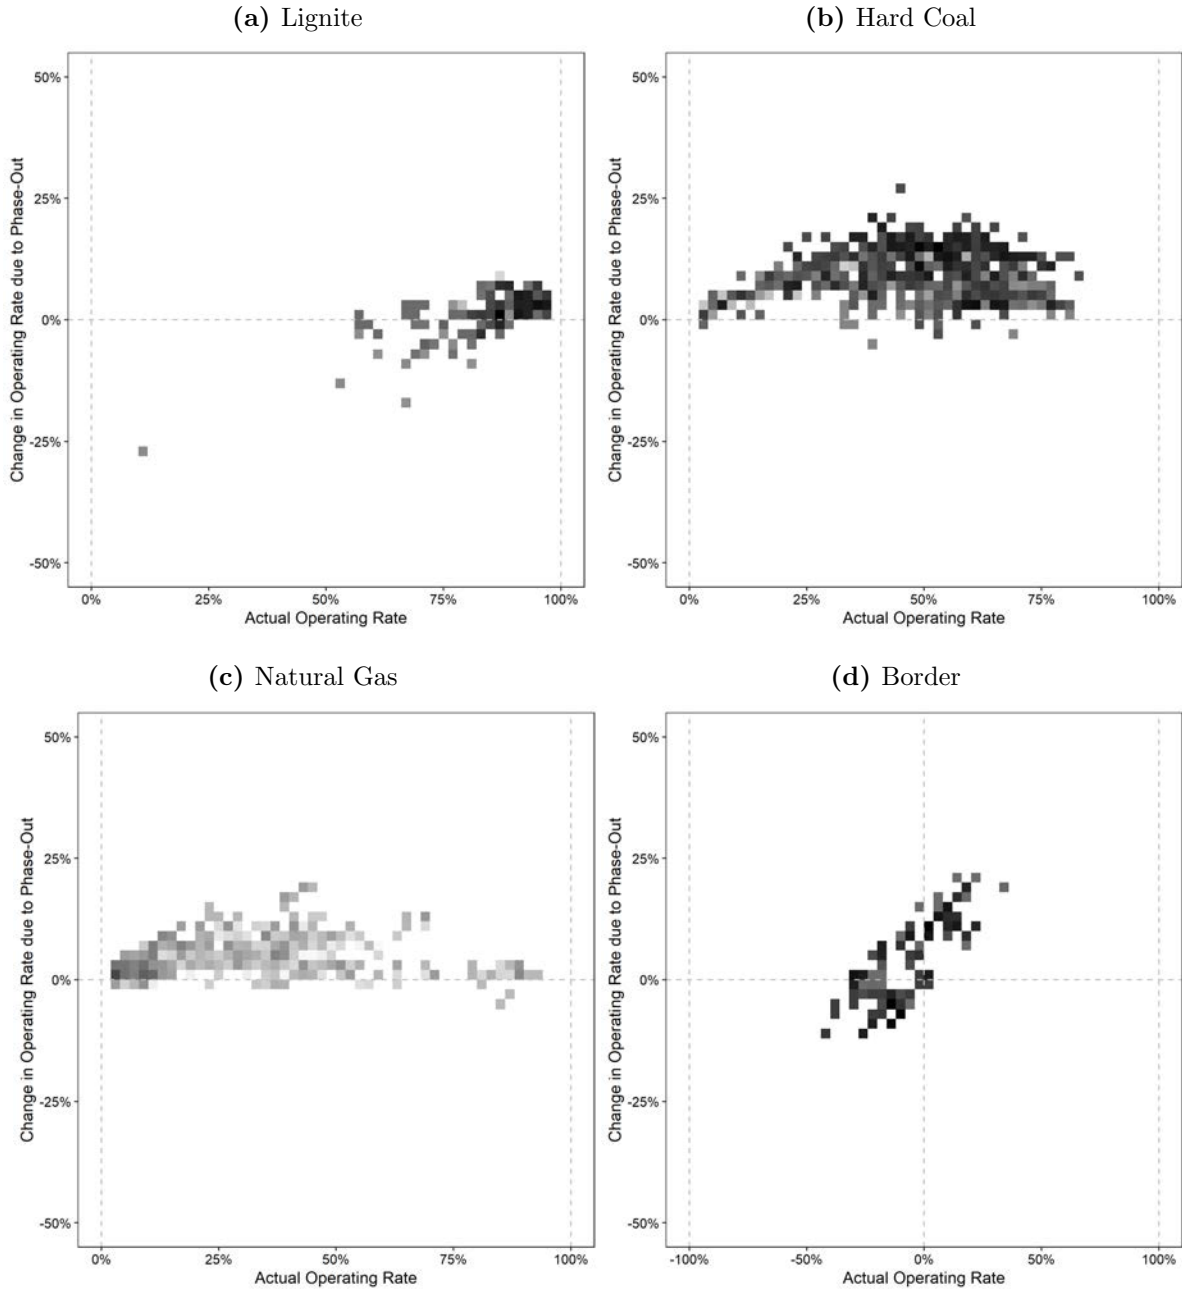 (a) Lignite
50%
25%
0%
-25%
-50%
Change in Operating Rate due to Phase-Out
0% 25% 50% 75% 100%
Actual Operating Rate
(b) Hard Coal
50%
25%
0%
-25%
-50%
Change in Operating Rate due to Phase-Out
0% 25% 50% 75% 100%
Actual Operating Rate
(c) Natural Gas
50%
25%
0%
-25%
-50%
Change in Operating Rate due to Phase-Out
0% 25% 50% 75% 100%
Actual Operating Rate
(d) Border
50%
25%
0%
-25%
-50%
Change in Operating Rate due to Phase-Out
-100% -50% 0% 50% 100%
Actual Operating Rate